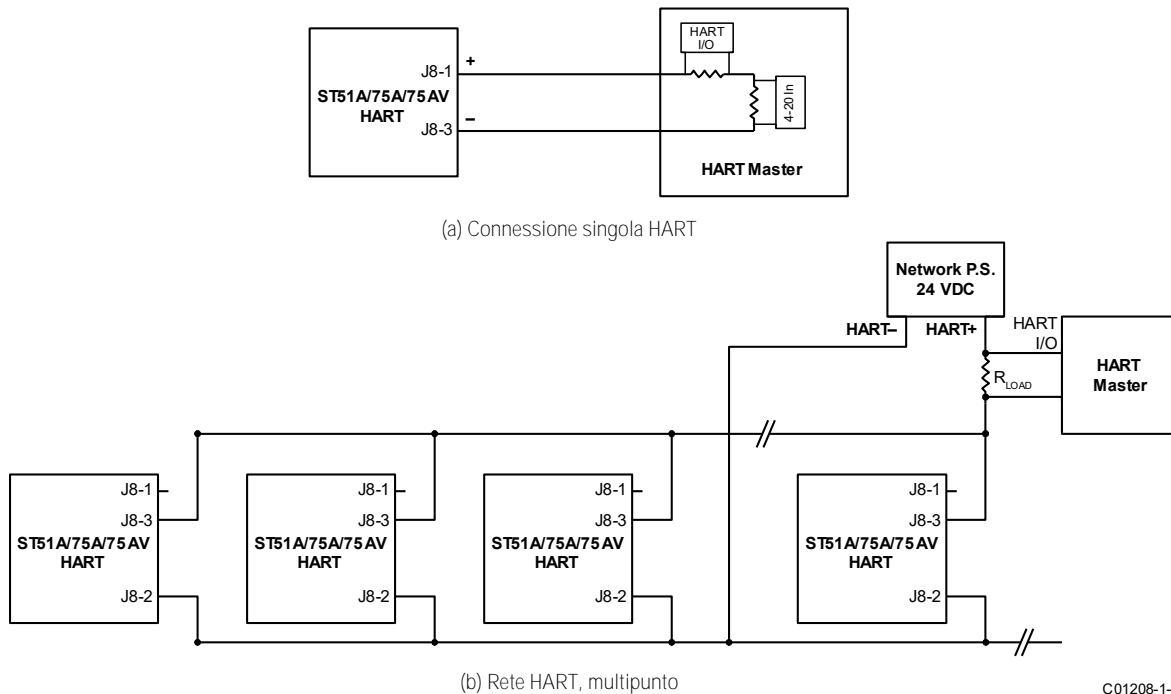 HART
I/O
+
J8-1
ST51A/75A/75AV
HART
4-20 In
–
J8-3
HART Master
(a) Connessione singola HART
Network P.S.
24 VDC
HART–
HART+
HART
I/O
HART
Master
RLOAD
J8-1
J8-3
ST51A/75A/75AV
HART
J8-2
J8-1
J8-3
ST51A/75A/75AV
HART
J8-2
J8-1
J8-3
ST51A/75A/75AV
HART
J8-2
J8-1
J8-3
ST51A/75A/75AV
HART
J8-2
(b) Rete HART, multipunto
C01208-1-